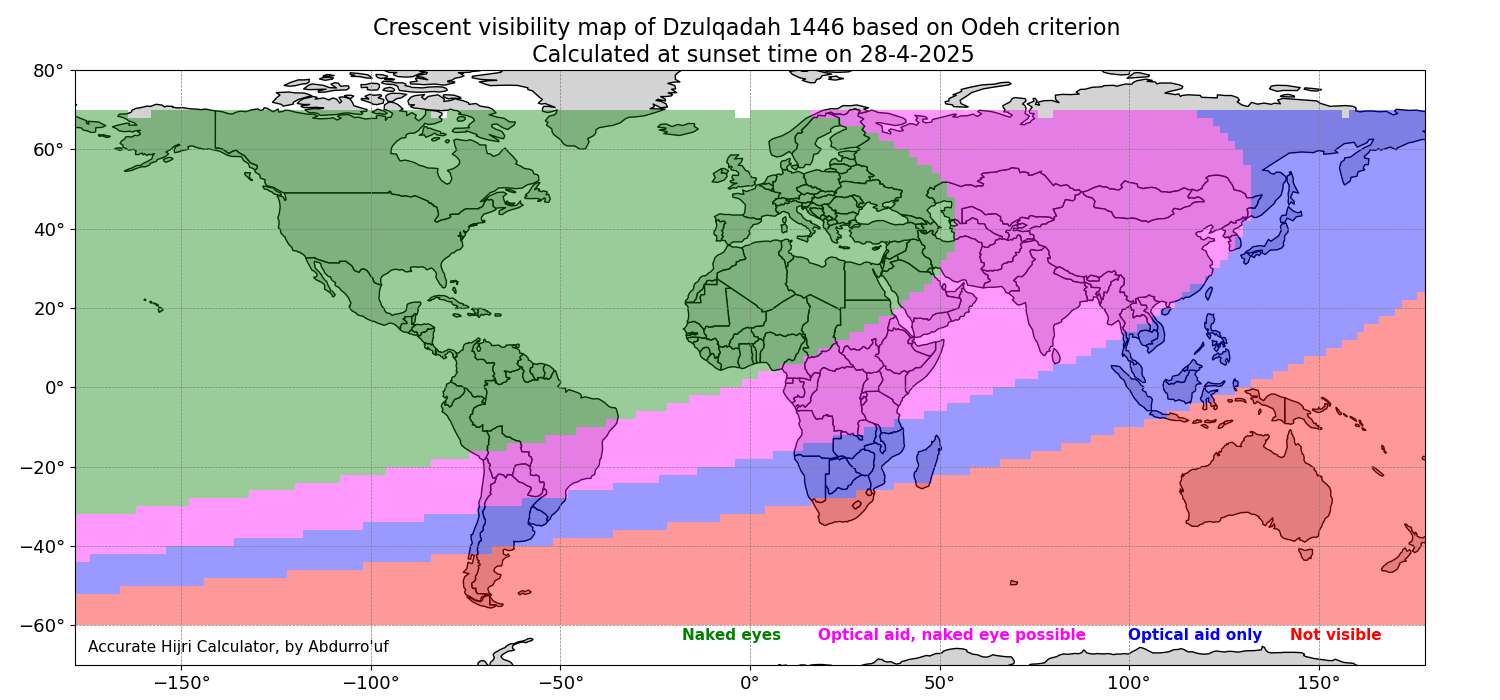 Crescent visibility map of Dzulqadah 1446 based on Odeh criterion
Calculated at sunset time on 28-4-2025
80°
60°
40°
20°
0°
−20°
−40°
−60°
Accurate Hijri Calculator, by Abdurro'uf
Naked eyes
Optical aid, naked eye possible
Optical aid only
Not visible
−150°
−100°
−50°
0°
50°
100°
150°